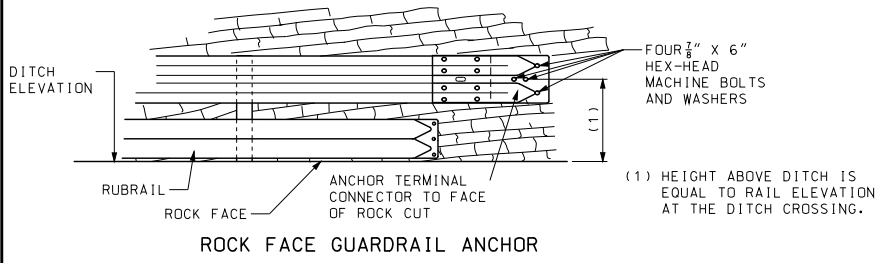 DITCH
ELEVATION
FOUR 7/8" X 6"
HEX-HEAD
MACHINE BOLTS
AND WASHERS
(1)
RUBRAIL
ROCK FACE
ANCHOR TERMINAL
CONNECTOR TO FACE
OF ROCK CUT
(1) HEIGHT ABOVE DITCH IS
EQUAL TO RAIL ELEVATION
AT THE DITCH CROSSING.
ROCK FACE GUARDRAIL ANCHOR